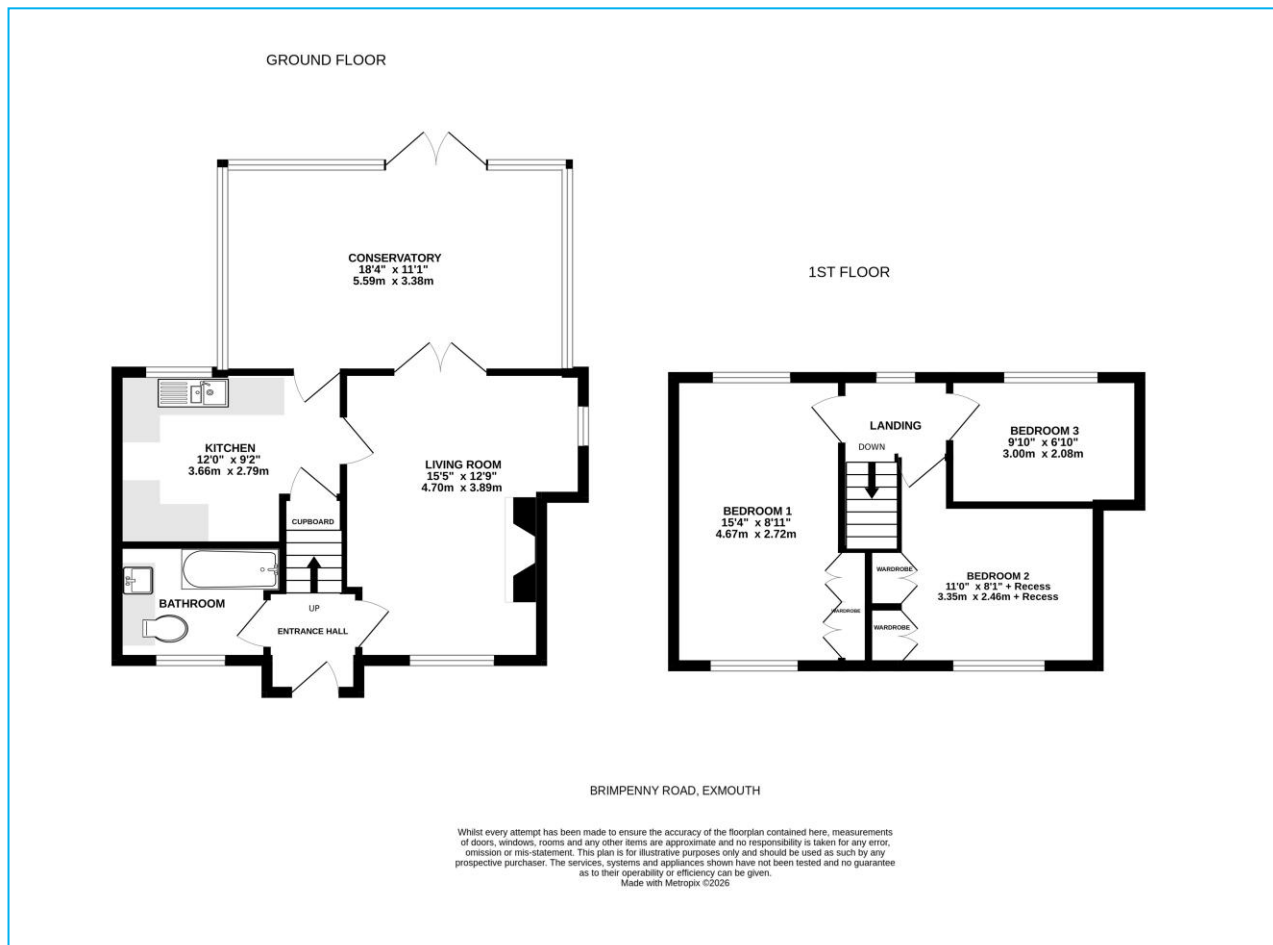 GROUND FLOOR
CONSERVATORY
18'4" x 11'1"
5.59m x 3.38m
KITCHEN
12'0" x 9'2"
3.66m x 2.79m
LIVING ROOM
15'5" x 12'9"
4.70m x 3.89m
CUPBOARD
BATHROOM
UP
ENTRANCE HALL
1ST FLOOR
LANDING
DOWN
BEDROOM 3
9'10" x 6'10"
3.00m x 2.08m
BEDROOM 1
15'4" x 8'11"
4.67m x 2.72m
WARDROBE
WARDROBE
WARDROBE
BEDROOM 2
11'0" x 8'1" + Recess
3.35m x 2.46m + Recess
BRIMPENNY ROAD, EXMOUTH
Whilst every attempt has been made to ensure the accuracy of the floorplan contained here, measurements
of doors, windows, rooms and any other items are approximate and no responsibility is taken for any error,
omission or mis-statement. This plan is for illustrative purposes only and should be used as such by any
prospective purchaser. The services, systems and appliances shown have not been tested and no guarantee
as to their operability or efficiency can be given.
Made with Metropix ©2026